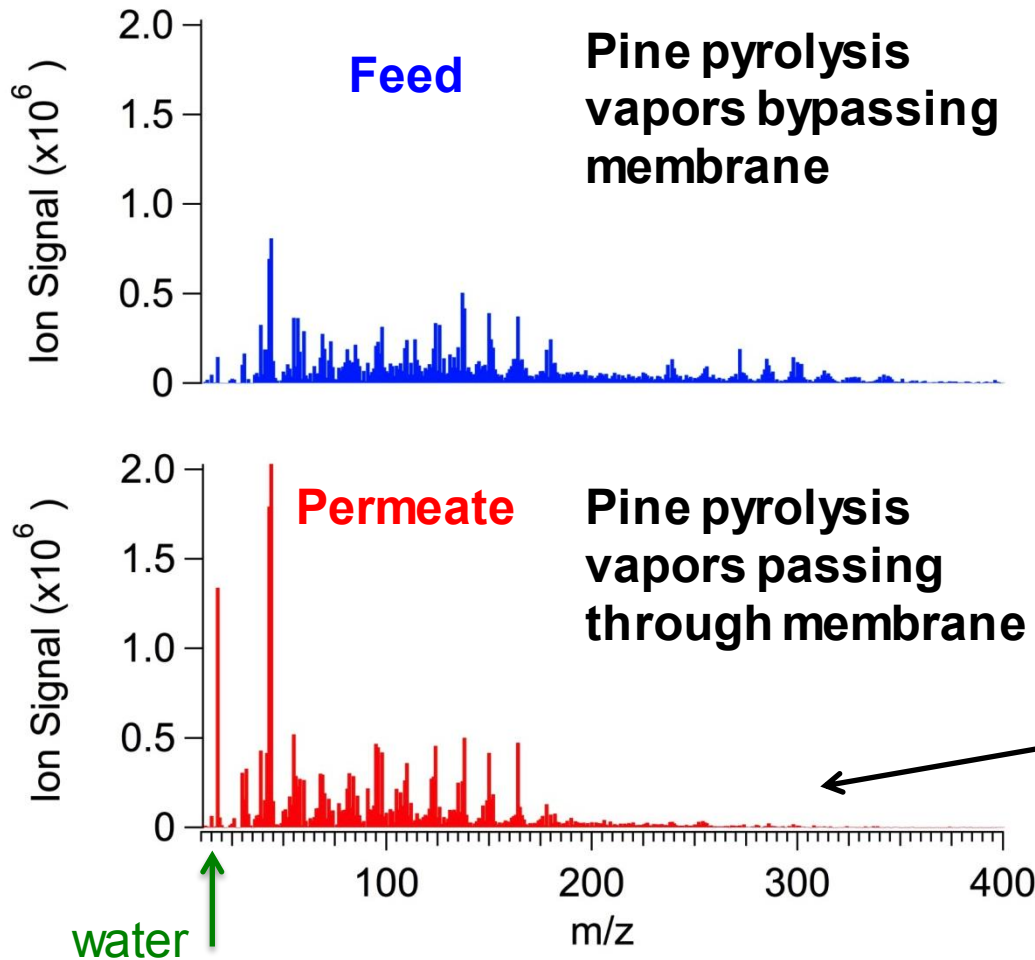 2.0
1.5
1.0
0.5
0
Ion Signal (x10⁶ )
Feed
Pine pyrolysis
vapors bypassing
membrane
2.0
1.5
1.0
0.5
0
Ion Signal (x10⁶ )
Permeate
Pine pyrolysis
vapors passing
through membrane
100
200
300
400
m/z
water